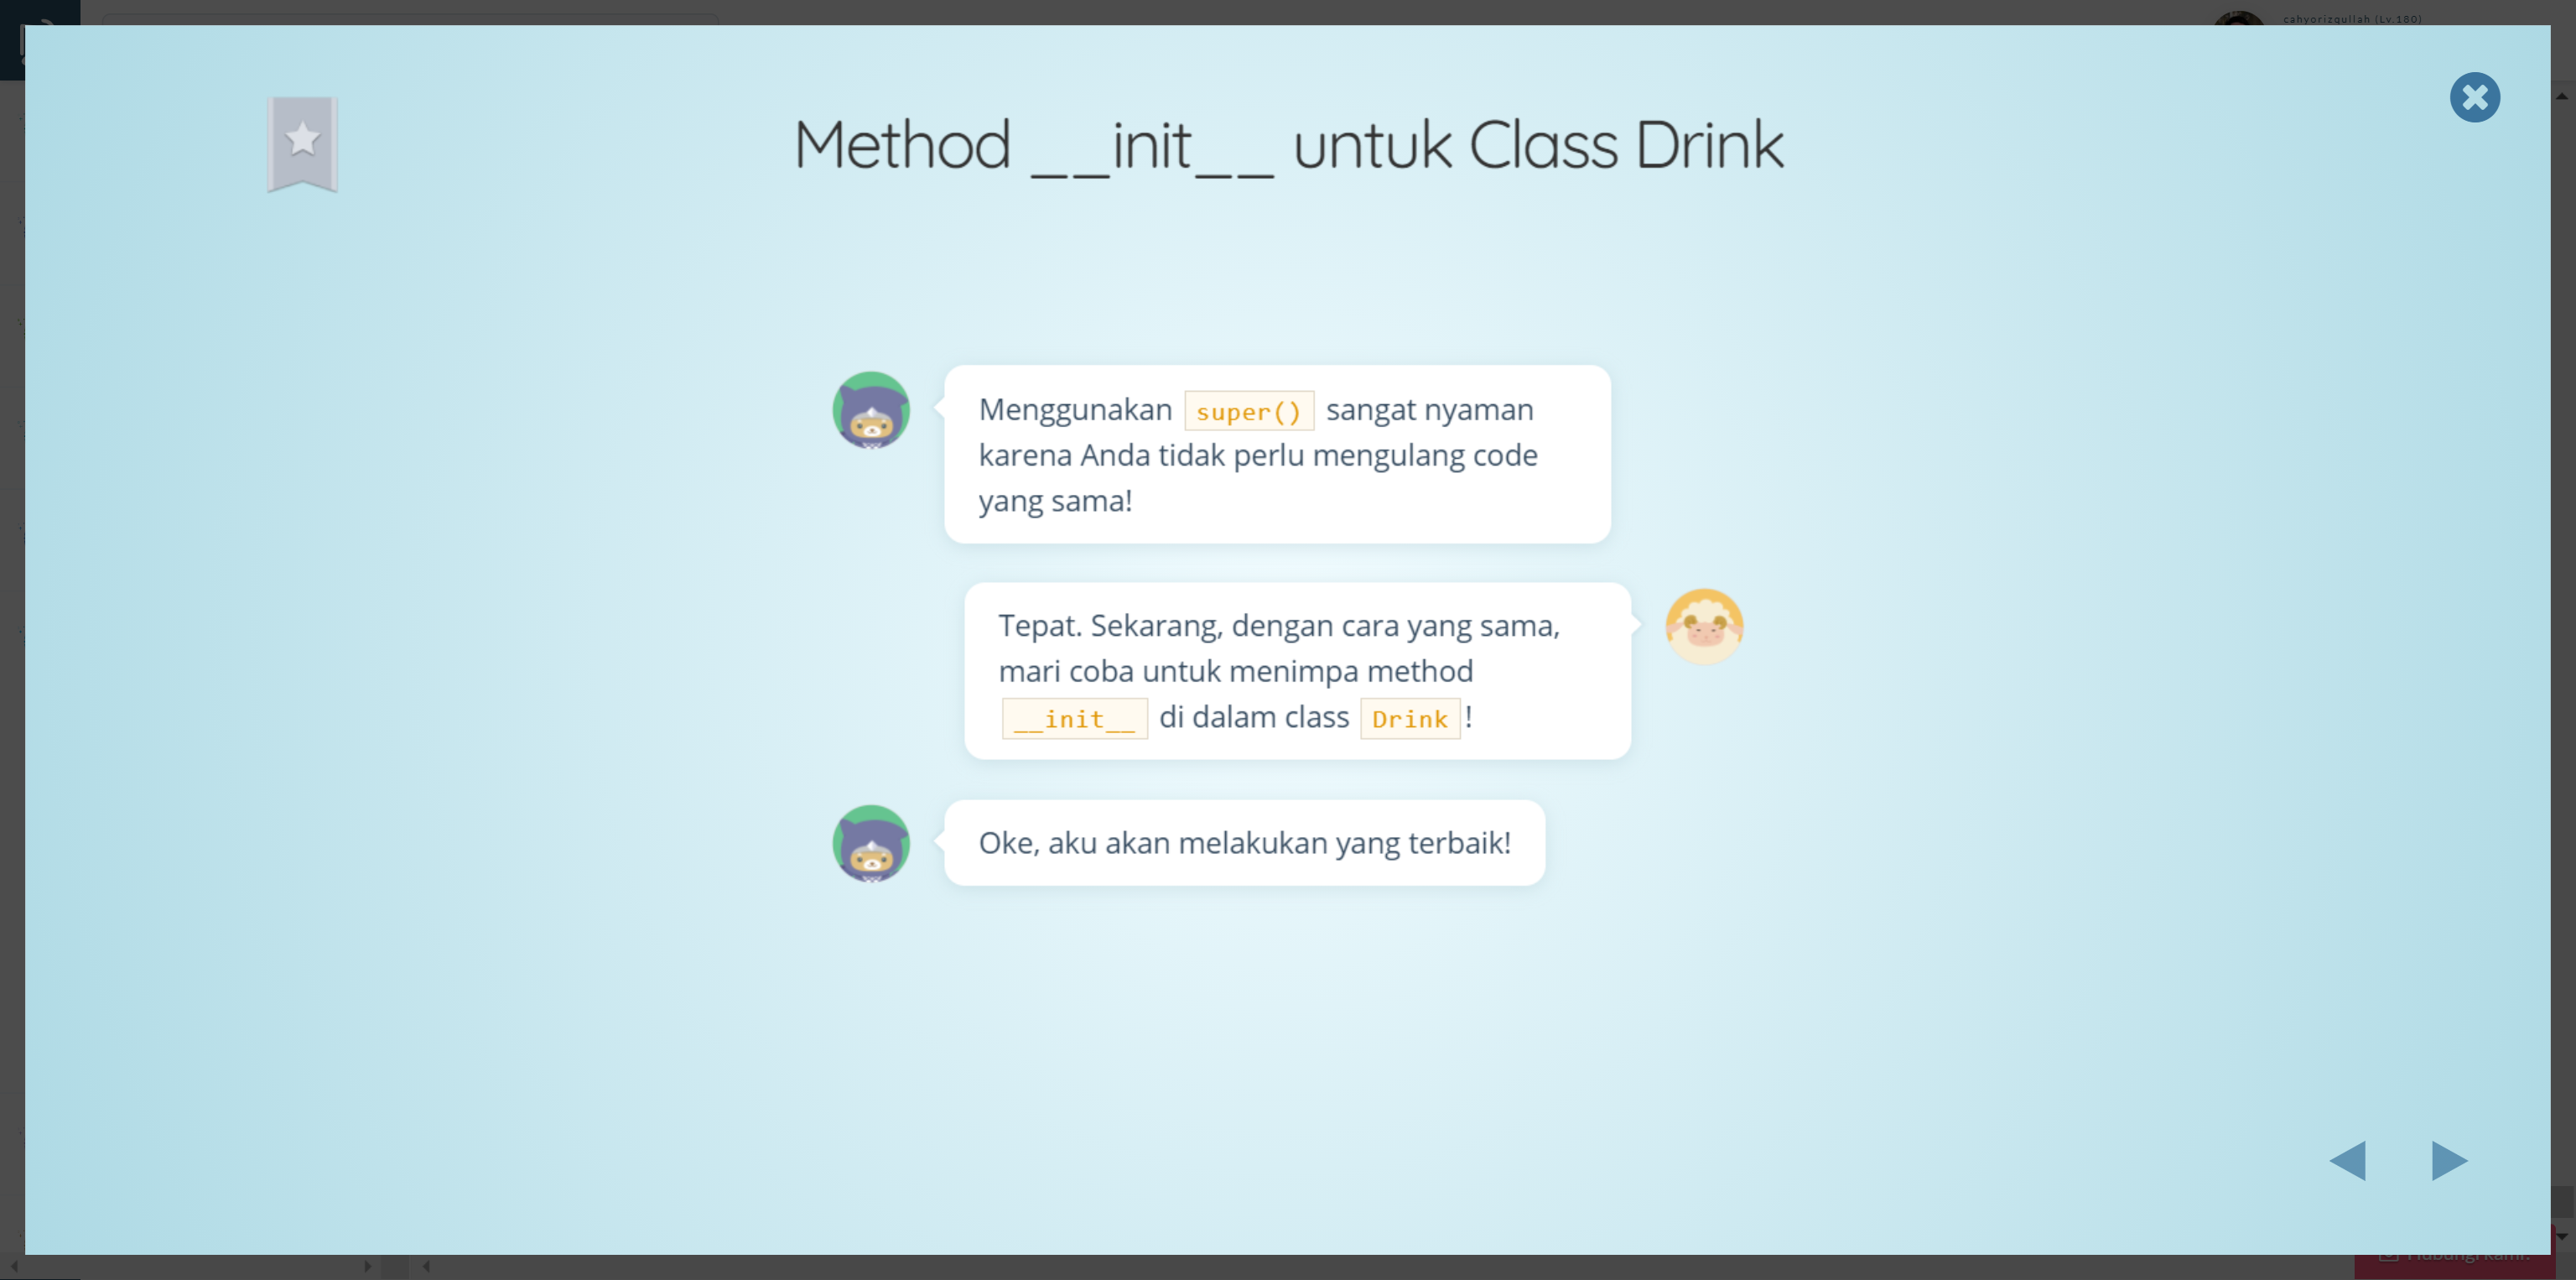 cahyorizqullah (Lv.180)
Method __init__ untuk Class Drink
Menggunakan super() sangat nyaman
karena Anda tidak perlu mengulang code
yang sama!
Tepat. Sekarang, dengan cara yang sama,
mari coba untuk menimpa method
__init__ di dalam class Drink !
Oke, aku akan melakukan yang terbaik!
Hubungi kami!